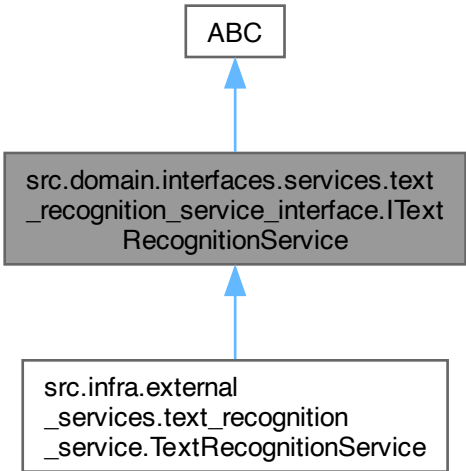 ABC
src.domain.interfaces.services.text
_recognition_service_interface.IText
RecognitionService
src.infra.external
_services.text_recognition
_service.TextRecognitionService